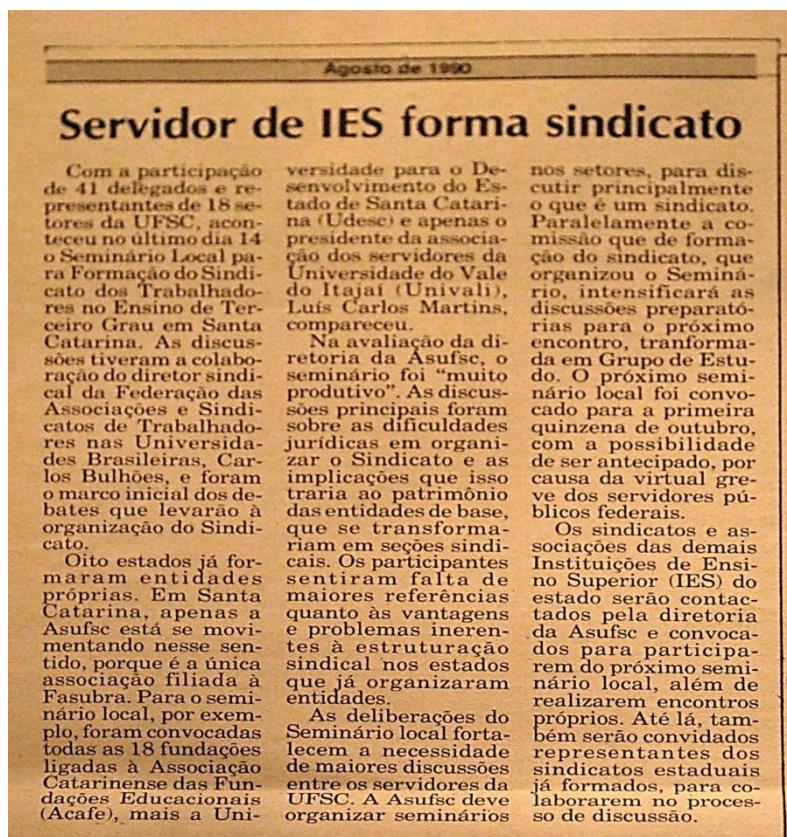 Agosto de 1990
Servidor de IES forma sindicato
Com a participação
de 41 delegados e re-
presentantes de 18 se-
tores da UFSC, acon-
teceu no último dia 14
o Seminário Local pa-
ra Formação do Sindi-
cato dos Trabalhado-
res no Ensino de Ter-
ceiro Grau em Santa
Catarina. As discus-
sões tiveram a colabo-
ração do diretor sindi-
cal da Federação das
Associações e Sindi-
catos de Trabalhado-
res nas Universida-
des Brasileiras, Car-
los Bulhões, e foram
o marco inicial dos de-
bates que levarão à
organização do Sindi-
cato.
Oito estados já for-
maram entidades
próprias. Em Santa
Catarina, apenas a
Asufsc está se movi-
mentando nesse sen-
tido, porque é a única
associação filiada à
Fasubra. Para o semi-
nário local, por exem-
plo, foram convocadas
todas as 18 fundações
ligadas à Associação
Catarinense das Fun-
dações Educacionais
(Acafe), mais a Uni-
versidade para o De-
senvolvimento do Es-
tado de Santa Catari-
na (Udesc) e apenas o
presidente da associa-
ção dos servidores da
Universidade do Vale
do Itajaí (Univali),
Luís Carlos Martins,
compareceu.
Na avaliação da di-
retoria da Asufsc, o
seminário foi “muito
produtivo”. As discus-
sões principais foram
sobre as dificuldades
jurídicas em organi-
zar o Sindicato e as
implicações que isso
traria ao patrimônio
das entidades de base,
que se transforma-
riam em seções sindi-
cais. Os participantes
sentiram falta de
maiores referências
quanto às vantagens
e problemas ineren-
tes à estruturação
sindical nos estados
que já organizaram
entidades.
As deliberações do
Seminário local forta-
lecem a necessidade
de maiores discussões
entre os servidores da
UFSC. A Asufsc deve
organizar seminários
nos setores, para dis-
cutir principalmente
o que é um sindicato.
Paralelamente a co-
missão que de forma-
ção do sindicato, que
organizou o Seminá-
rio, intensificará as
discussões preparató-
rias para o próximo
encontro, tranforma-
da em Grupo de Estu-
do. O próximo semi-
nário local foi convo-
cado para a primeira
quinzena de outubro,
com a possibilidade
de ser antecipado, por
causa da virtual gre-
ve dos servidores pú-
blicos federais.
Os sindicatos e as-
sociações das demais
Instituições de Ensi-
no Superior (IES) do
estado serão contac-
tados pela diretoria
da Asufsc e convoca-
dos para participa-
rem do próximo semi-
nário local, além de
realizarem encontros
próprios. Até lá, tam-
bém serão convidados
representantes dos
sindicatos estaduais
já formados, para co-
laborarem no proces-
so de discussão.